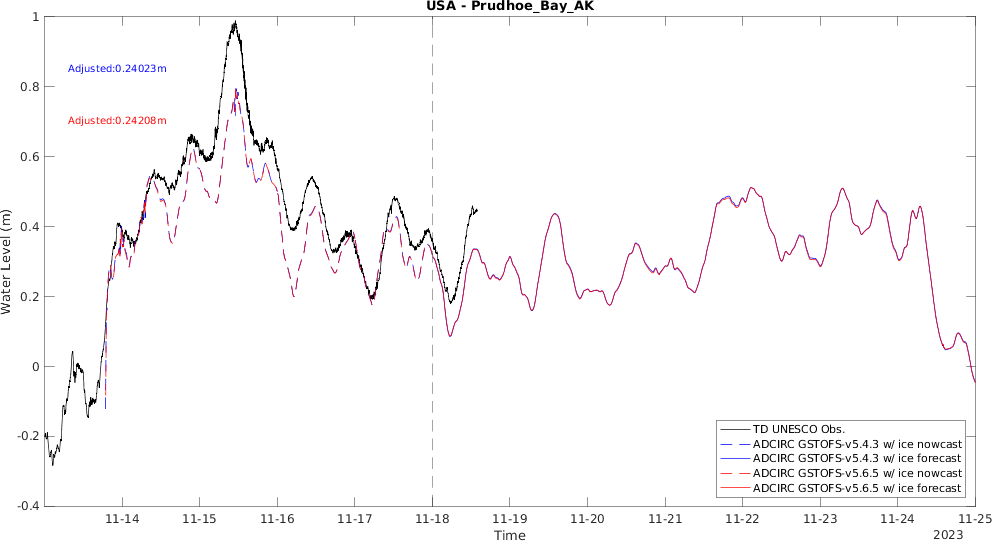 USA - Prudhoe_Bay_AK
Adjusted:0.24023m
Adjusted:0.24208m
Water Level (m)
1
0.8
0.6
0.4
0.2
0
-0.2
-0.4
TD UNESCO Obs.
ADCIRC GSTOFS-v5.4.3 w/ ice nowcast
ADCIRC GSTOFS-v5.4.3 w/ ice forecast
ADCIRC GSTOFS-v5.6.5 w/ ice nowcast
ADCIRC GSTOFS-v5.6.5 w/ ice forecast
11-14 11-15 11-16 11-17 11-18 11-19 11-20 11-21 11-22 11-23 11-24 11-25
Time
2023